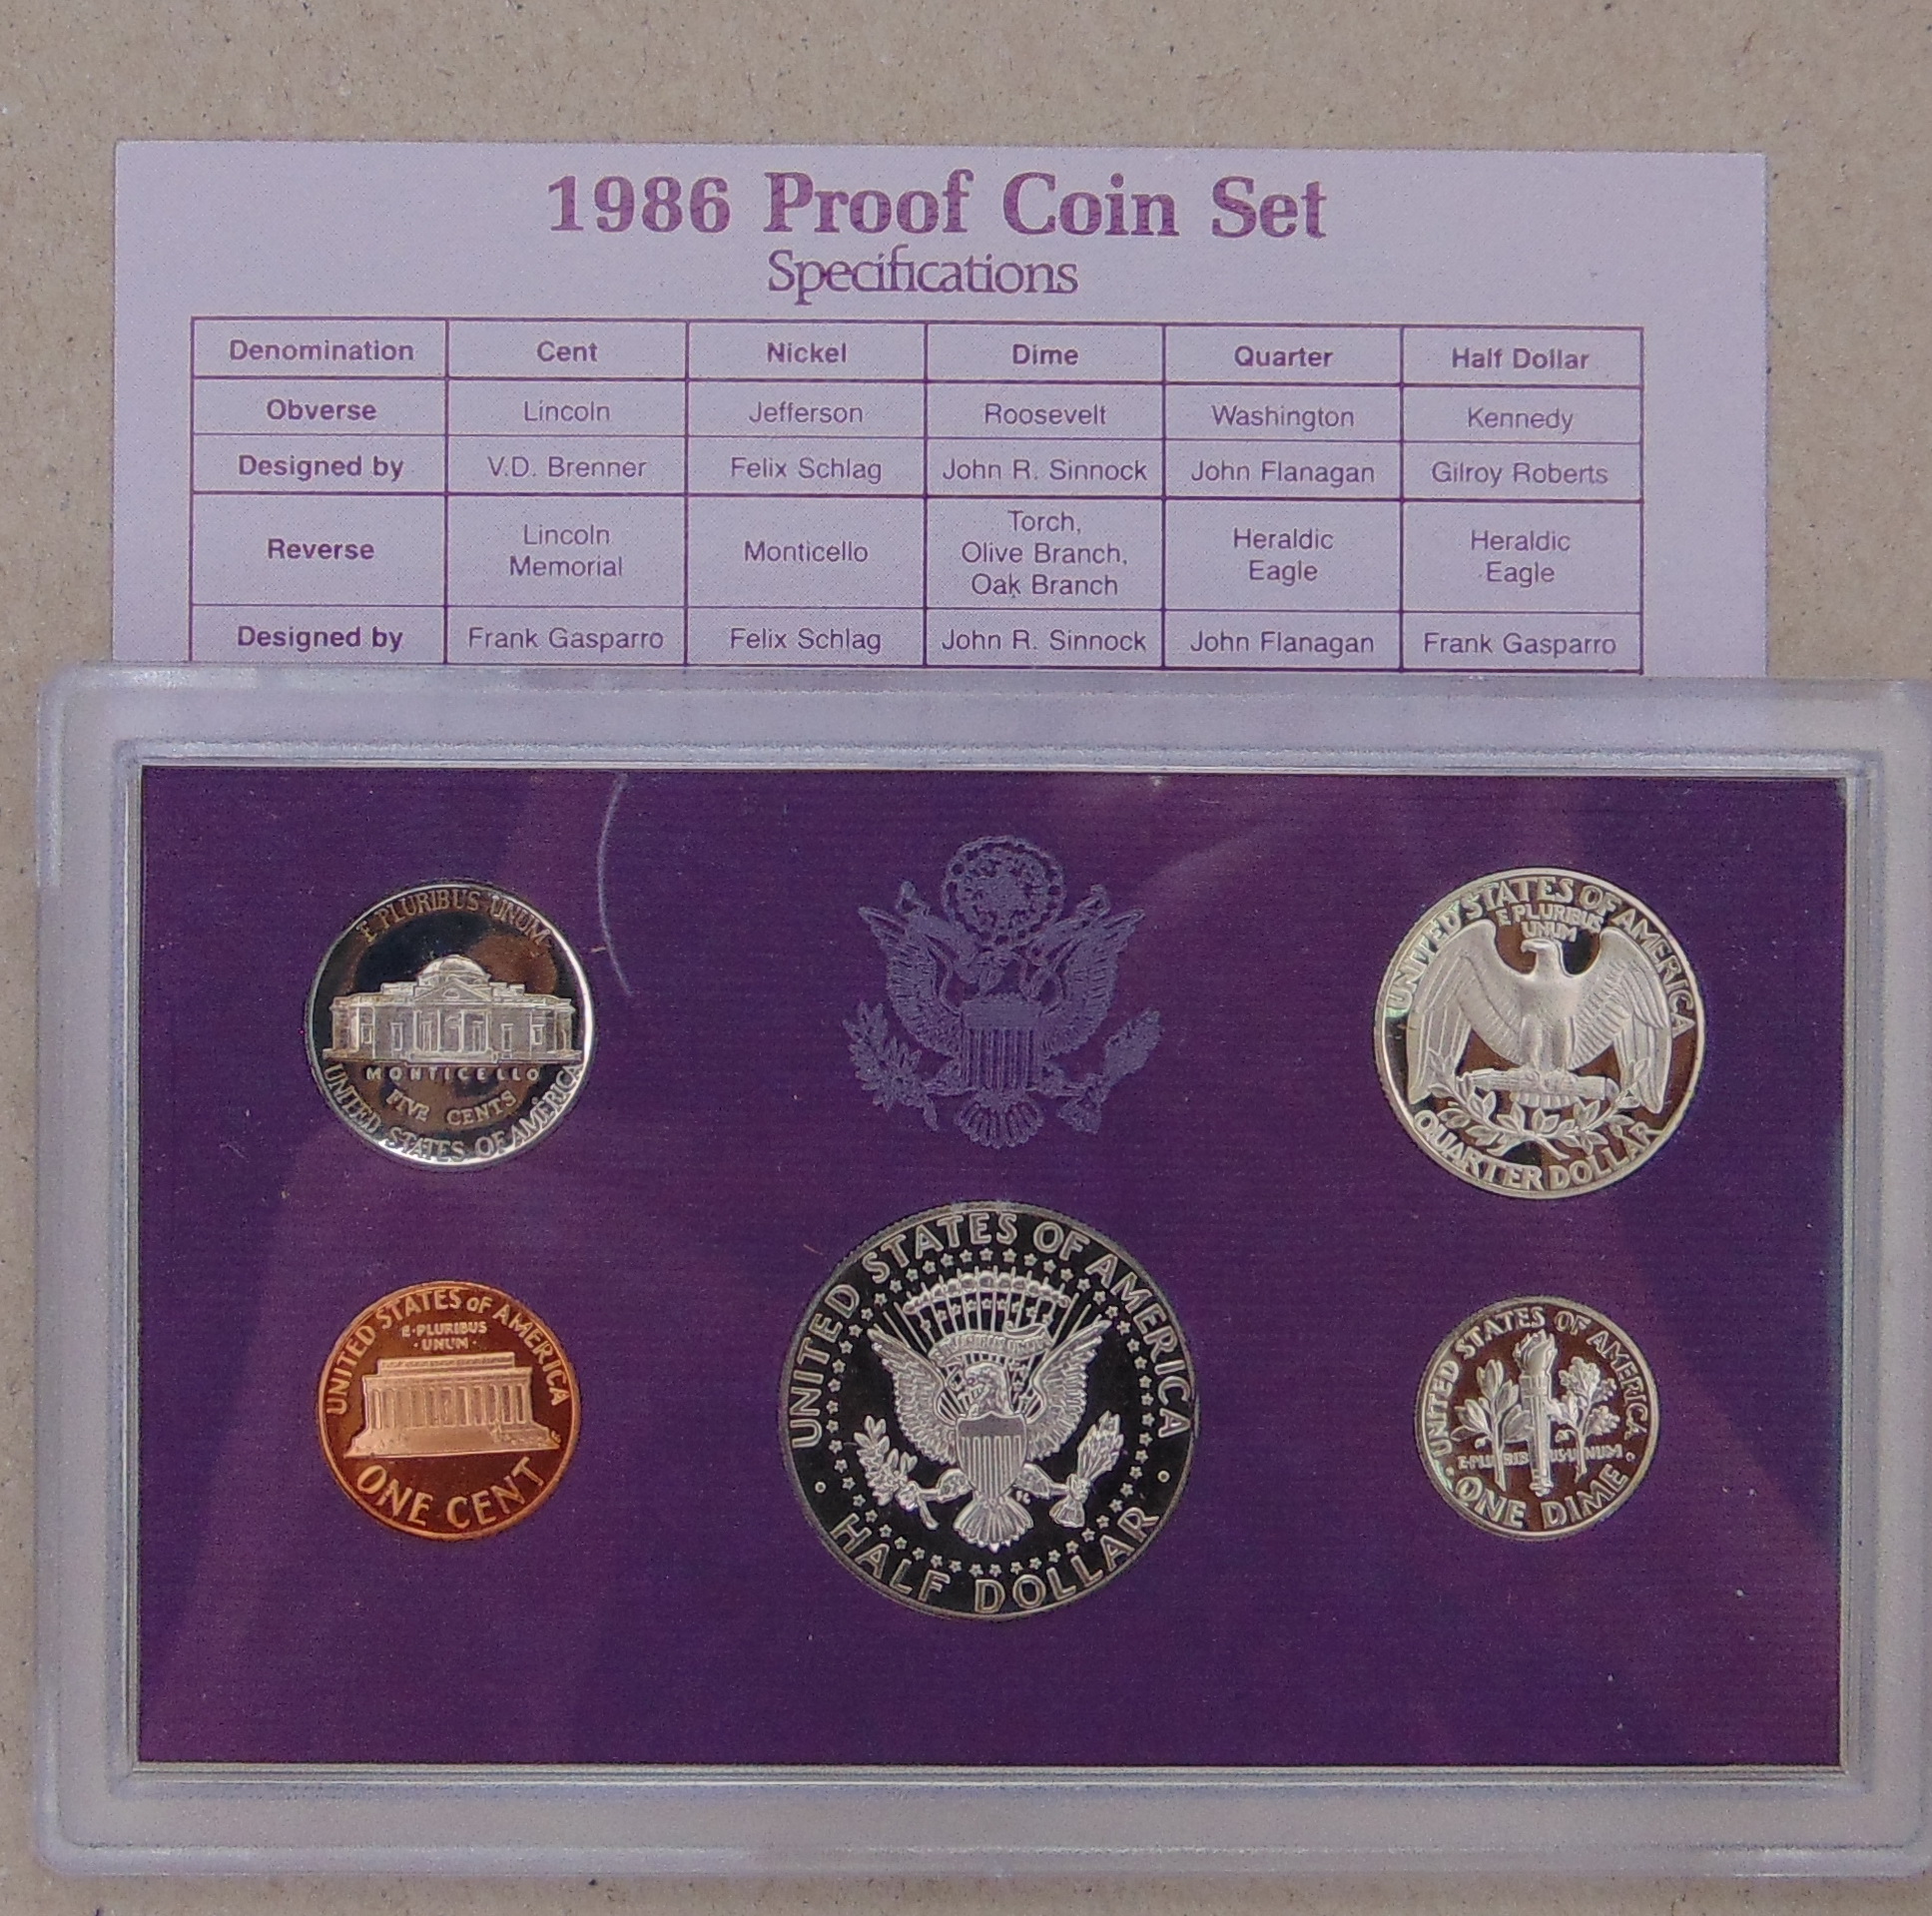 1986 Proof Coin Set
Specifications
Denomination Cent Nickel Dime Quarter Half Dollar
Obverse Lincoln Jefferson Roosevelt Washington Kennedy
Designed by V.D. Brenner Felix Schlag John R. Sinnock John Flanagan Gilroy Roberts
Reverse Lincoln Memorial Monticello Torch, Olive Branch, Oak Branch Heraldic Eagle Heraldic Eagle
Designed by Frank Gasparro Felix Schlag John R. Sinnock John Flanagan Frank Gasparro
E PLURIBUS UNUM
MONTICELLO
FIVE CENTS
UNITED STATES OF AMERICA
UNITED STATES OF AMERICA
E PLURIBUS
UNUM
QUARTER DOLLAR
UNITED STATES OF AMERICA
E·PLURIBUS
·UNUM·
ONE CENT
UNITED STATES OF AMERICA
HALF DOLLAR
UNITED STATES OF AMERICA
E·PLURIBUS·UNUM
·ONE DIME·